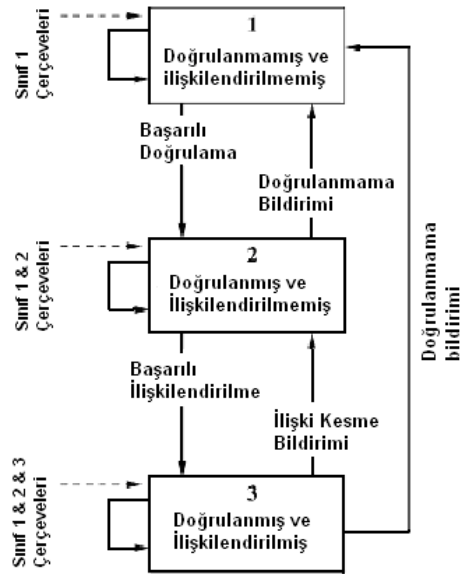 Sınıf 1
Çerçeveleri
1
Doğrulanmamış ve
ilişkilendirilmemiş
Başarılı
Doğrulama
Doğrulanmama
Bildirimi
Sınıf 1 & 2
Çerçeveleri
2
Doğrulanmış ve
İlişkilendirilmemiş
Doğrulanmama
bildirimi
Başarılı
İlişkilendirilme
İlişki Kesme
Bildirimi
Sınıf 1 & 2 & 3
Çerçeveleri
3
Doğrulanmış ve
İlişkilendirilmiş